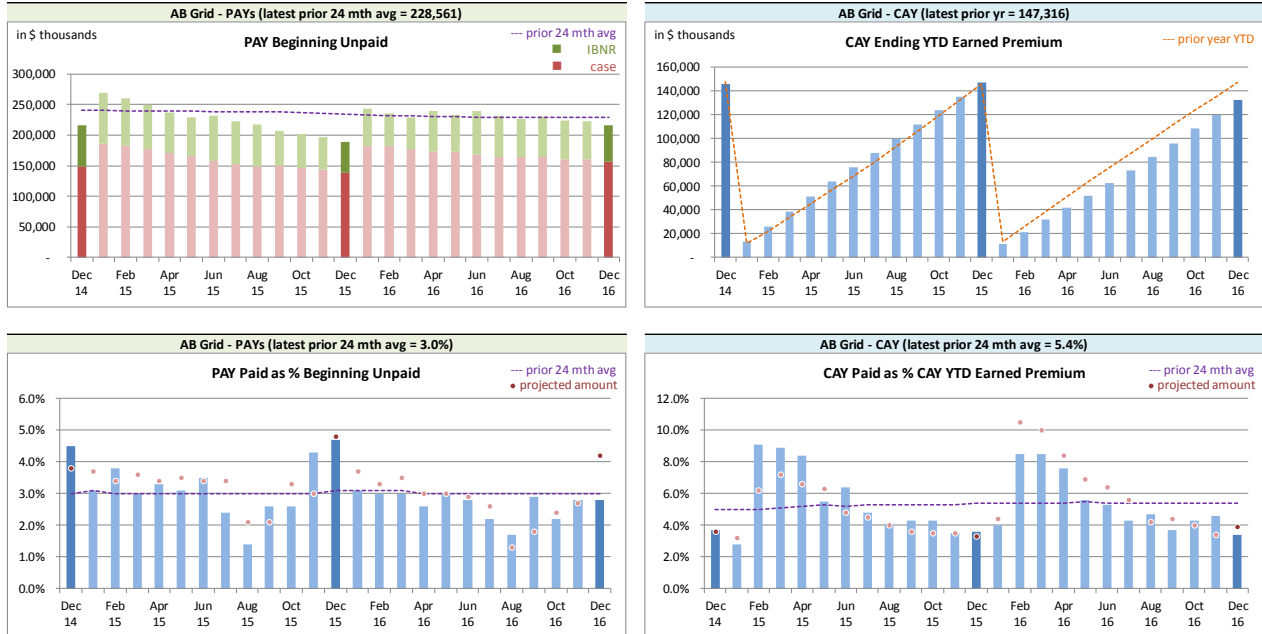 AB Grid - PAYs (latest prior 24 mth avg = 228,561)
in $ thousands
PAY Beginning Unpaid
--- prior 24 mth avg
IBNR
case
300,000
250,000
200,000
150,000
100,000
50,000
-
Dec Feb Apr Jun Aug Oct Dec Feb Apr Jun Aug Oct Dec
14 15 15 15 15 15 15 16 16 16 16 16 16
AB Grid - CAY (latest prior yr = 147,316)
in $ thousands
CAY Ending YTD Earned Premium
--- prior year YTD
160,000
140,000
120,000
100,000
80,000
60,000
40,000
20,000
-
Dec Feb Apr Jun Aug Oct Dec Feb Apr Jun Aug Oct Dec
14 15 15 15 15 15 15 16 16 16 16 16 16
AB Grid - PAYs (latest prior 24 mth avg = 3.0%)
PAY Paid as % Beginning Unpaid
--- prior 24 mth avg
• projected amount
6.0%
5.0%
4.0%
3.0%
2.0%
1.0%
0.0%
Dec Feb Apr Jun Aug Oct Dec Feb Apr Jun Aug Oct Dec
14 15 15 15 15 15 15 16 16 16 16 16 16
AB Grid - CAY (latest prior 24 mth avg = 5.4%)
CAY Paid as % CAY YTD Earned Premium
--- prior 24 mth avg
• projected amount
12.0%
10.0%
8.0%
6.0%
4.0%
2.0%
0.0%
Dec Feb Apr Jun Aug Oct Dec Feb Apr Jun Aug Oct Dec
14 15 15 15 15 15 15 16 16 16 16 16 16